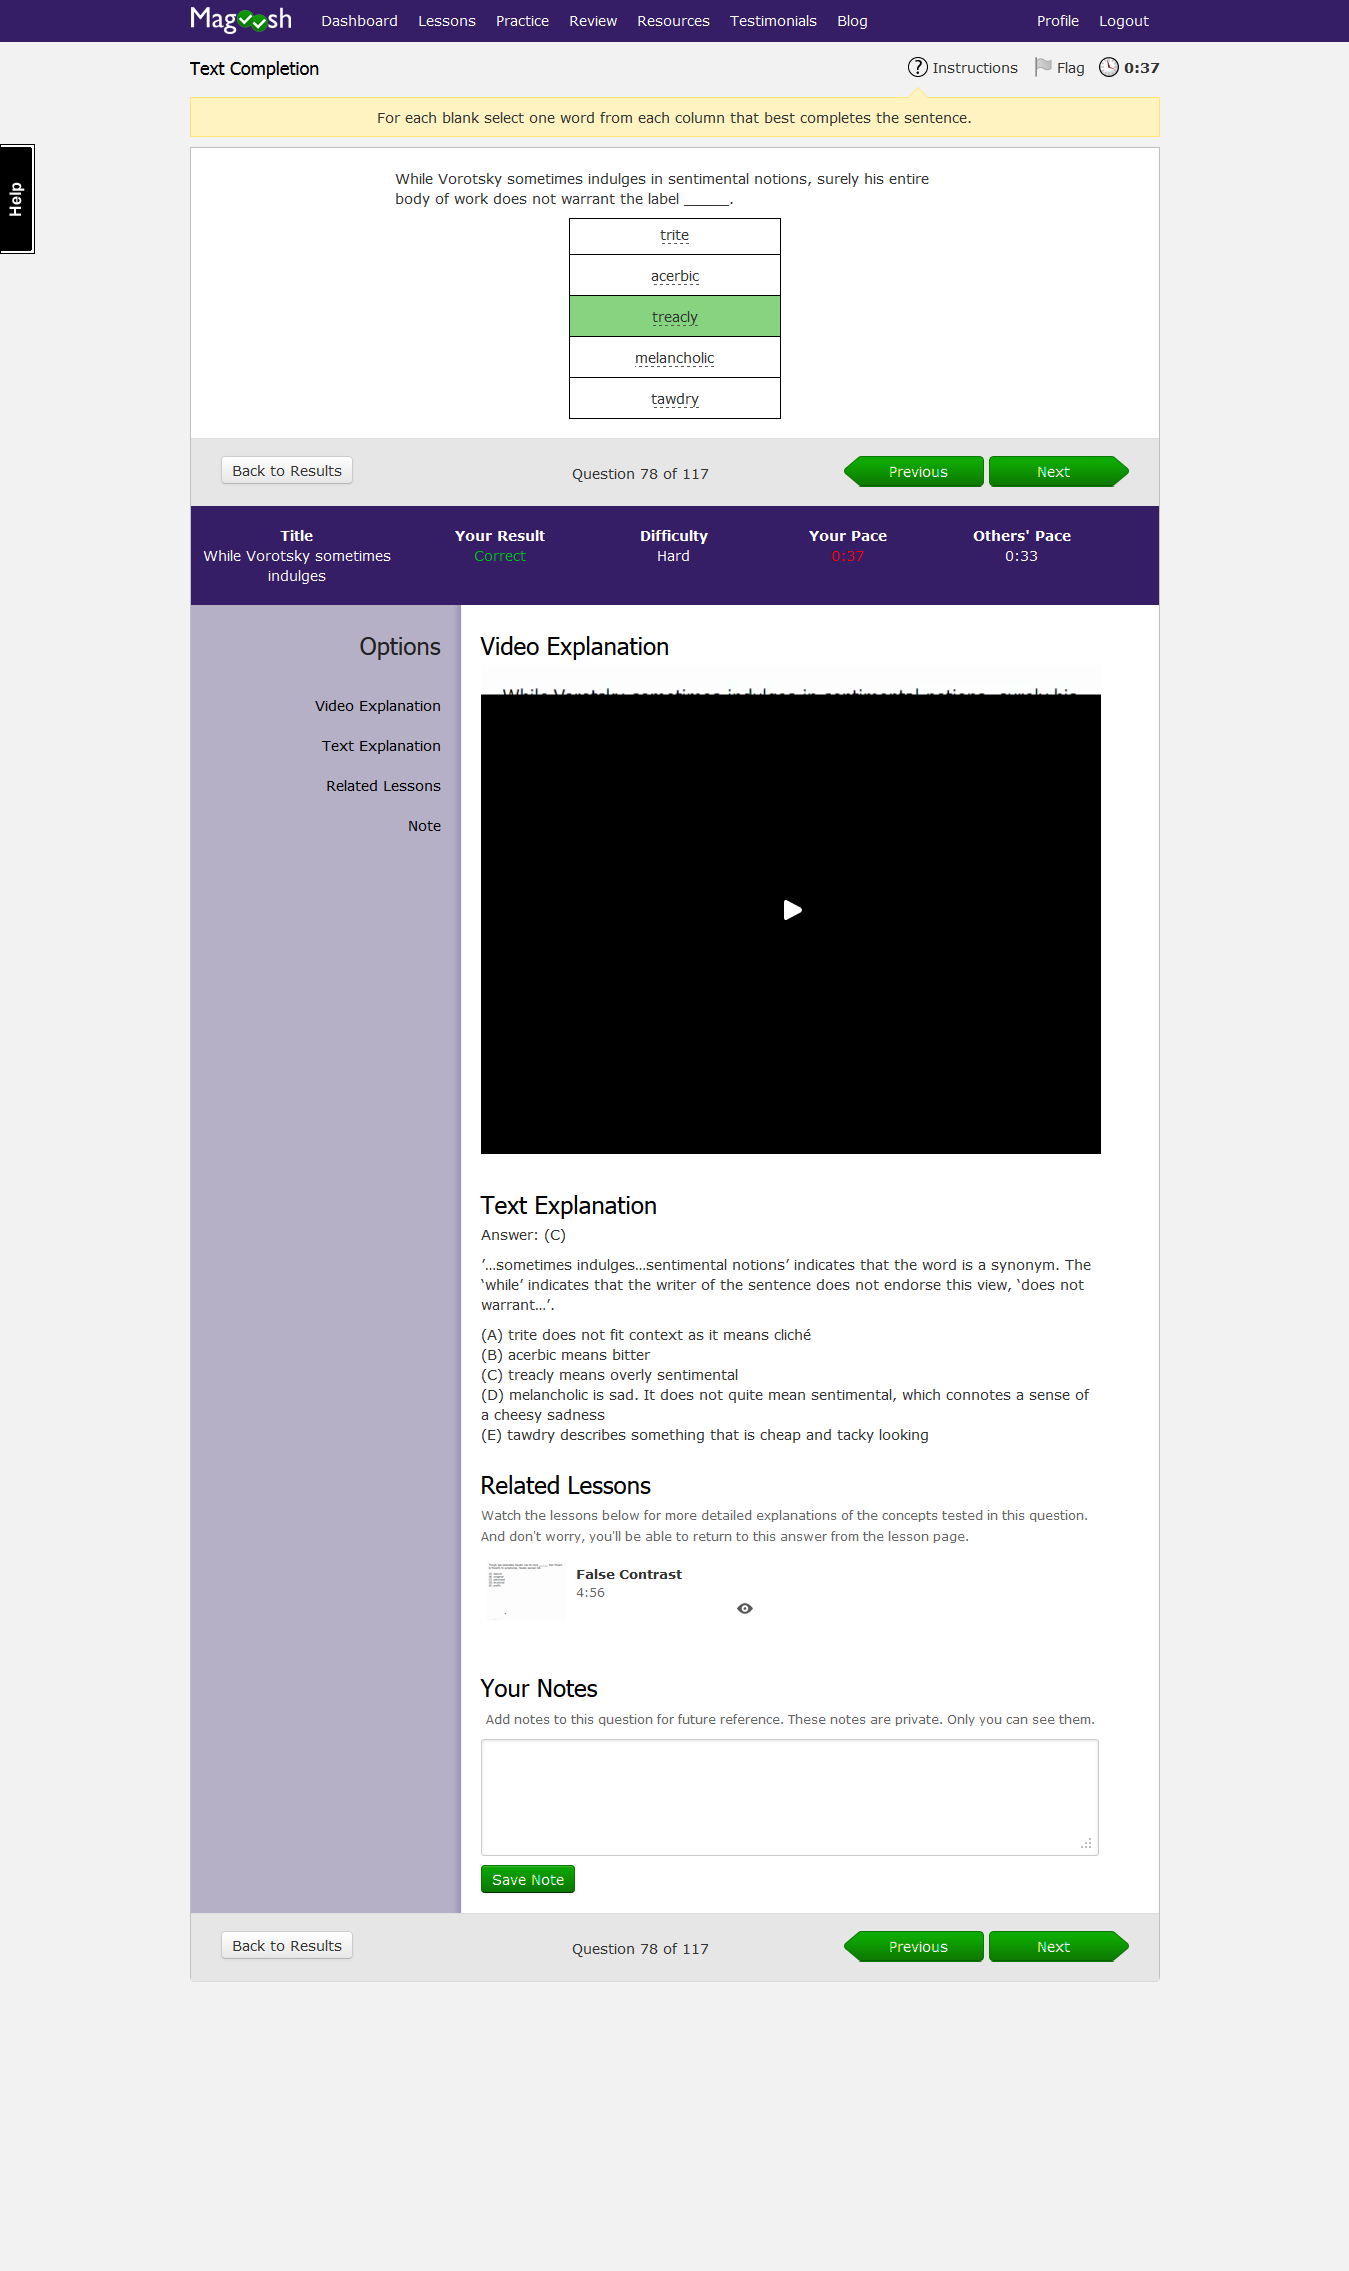 Magoosh Dashboard Lessons Practice Review Resources Testimonials Blog Profile Logout
Text Completion
Instructions Flag 0:37
For each blank select one word from each column that best completes the sentence.
Help
While Vorotsky sometimes indulges in sentimental notions, surely his entire
body of work does not warrant the label _____.
trite
acerbic
treacly
melancholic
tawdry
Back to Results Question 78 of 117 Previous Next
Title Your Result Difficulty Your Pace Others' Pace
While Vorotsky sometimes Correct Hard 0:37 0:33
indulges
Options
Video Explanation
Text Explanation
Related Lessons
Note
Video Explanation
While Vorotsky sometimes indulges in sentimental notions, surely his
Text Explanation
Answer: (C)
’…sometimes indulges…sentimental notions’ indicates that the word is a synonym. The
‘while’ indicates that the writer of the sentence does not endorse this view, ‘does not
warrant…’.
(A) trite does not fit context as it means cliché
(B) acerbic means bitter
(C) treacly means overly sentimental
(D) melancholic is sad. It does not quite mean sentimental, which connotes a sense of
a cheesy sadness
(E) tawdry describes something that is cheap and tacky looking
Related Lessons
Watch the lessons below for more detailed explanations of the concepts tested in this question.
And don't worry, you'll be able to return to this answer from the lesson page.
False Contrast
4:56
Your Notes
Add notes to this question for future reference. These notes are private. Only you can see them.
Save Note
Back to Results Question 78 of 117 Previous Next